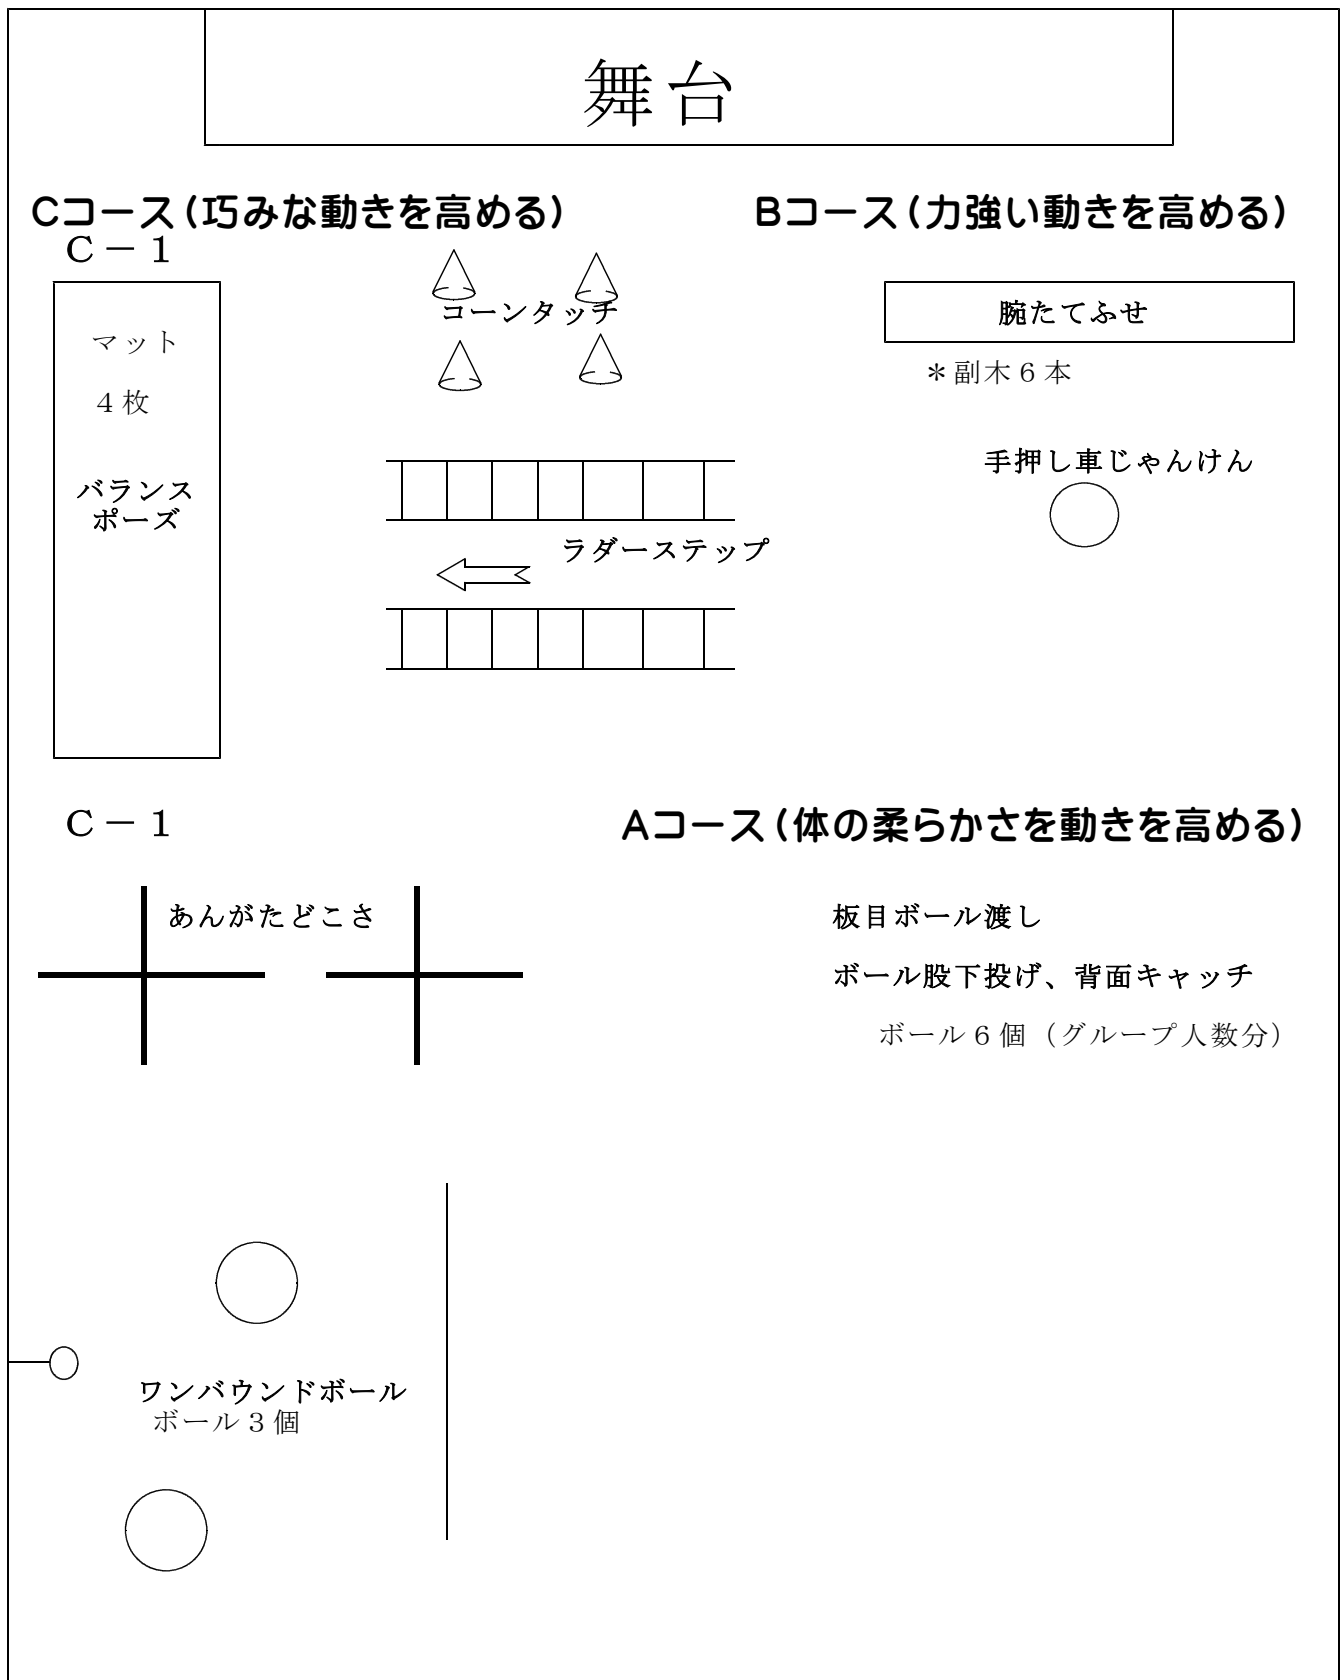 舞台
Cコース(巧みな動きを高める)
C－1
マット
4枚
バランス
ポーズ
コーンタッチ
ラダーステップ
Bコース(力強い動きを高める)
腕たてふせ
＊副木6本
手押し車じゃんけん
C－1
あんがたどこさ
Aコース(体の柔らかさを動きを高める)
板目ボール渡し
ボール股下投げ、背面キャッチ
ボール6個（グループ人数分）
ワンバウンドボール
ボール3個